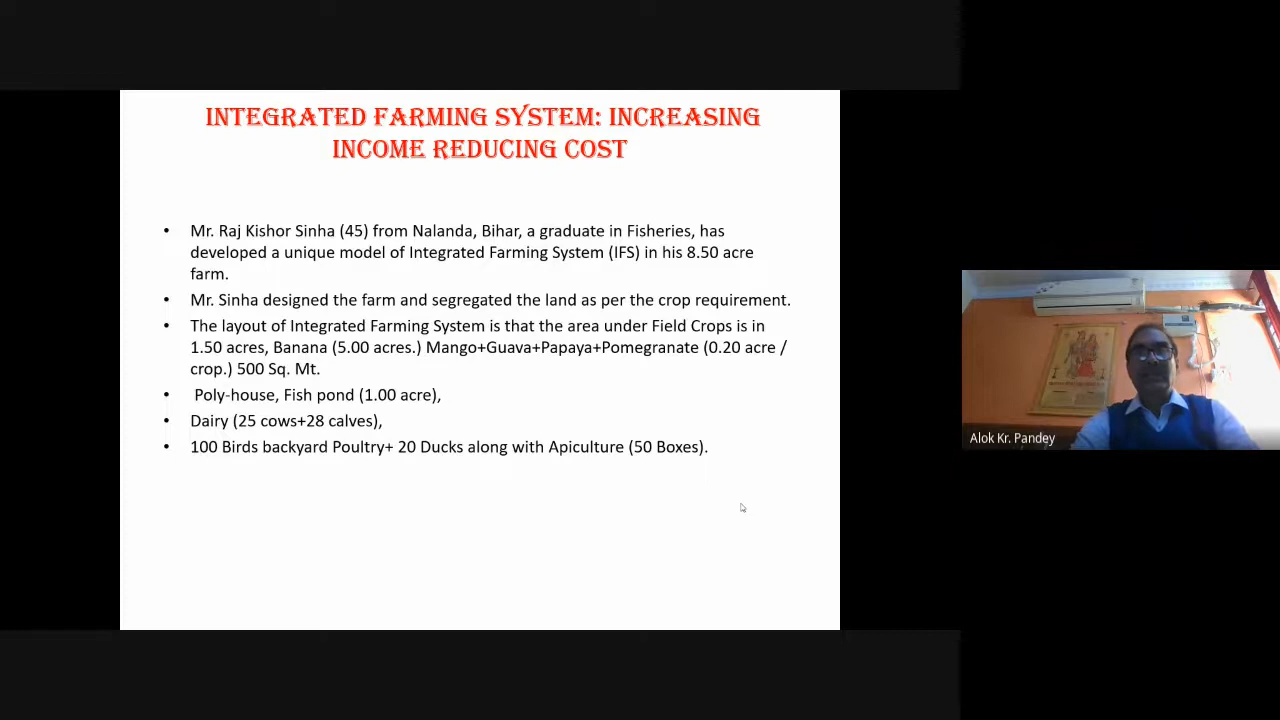 INTEGRATED FARMING SYSTEM: INCREASING
INCOME REDUCING COST
• Mr. Raj Kishor Sinha (45) from Nalanda, Bihar, a graduate in Fisheries, has
developed a unique model of Integrated Farming System (IFS) in his 8.50 acre
farm.
• Mr. Sinha designed the farm and segregated the land as per the crop requirement.
• The layout of Integrated Farming System is that the area under Field Crops is in
1.50 acres, Banana (5.00 acres.) Mango+Guava+Papaya+Pomegranate (0.20 acre /
crop.) 500 Sq. Mt.
• Poly-house, Fish pond (1.00 acre),
• Dairy (25 cows+28 calves),
• 100 Birds backyard Poultry+ 20 Ducks along with Apiculture (50 Boxes).
Alok Kr. Pandey